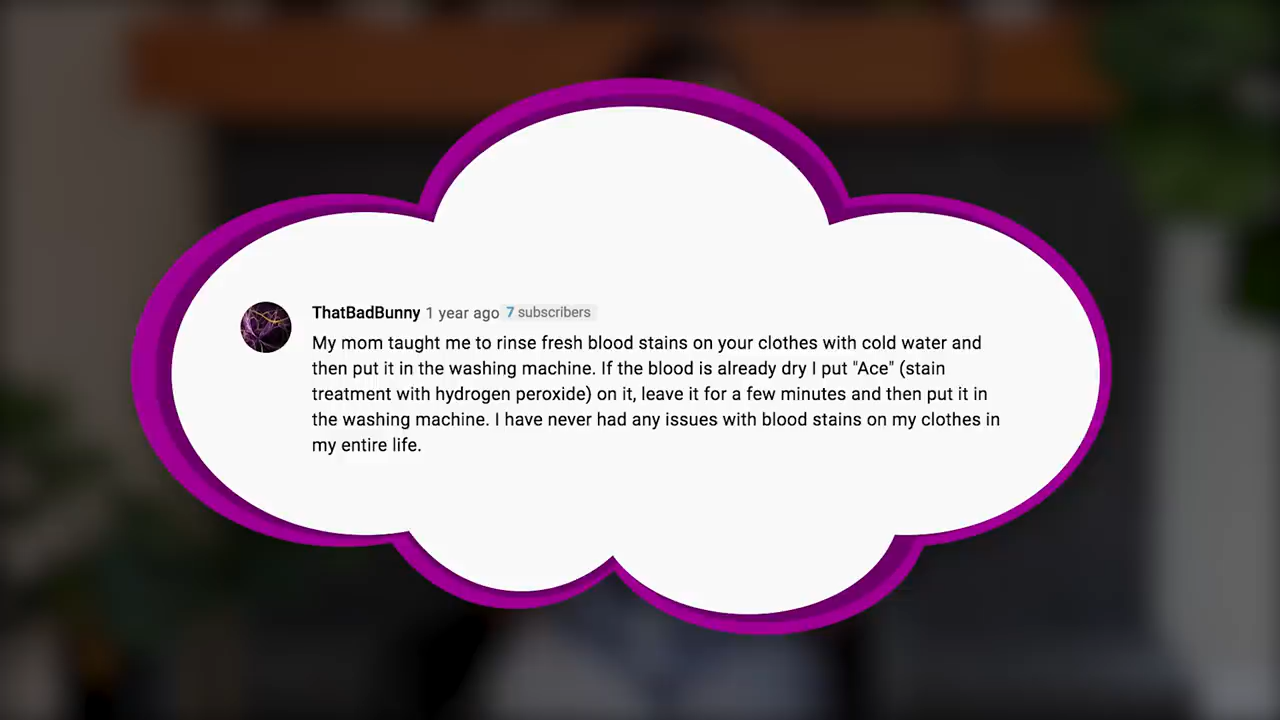 ThatBadBunny 1 year ago 7 subscribers
My mom taught me to rinse fresh blood stains on your clothes with cold water and
then put it in the washing machine. If the blood is already dry I put "Ace" (stain
treatment with hydrogen peroxide) on it, leave it for a few minutes and then put it in
the washing machine. I have never had any issues with blood stains on my clothes in
my entire life.